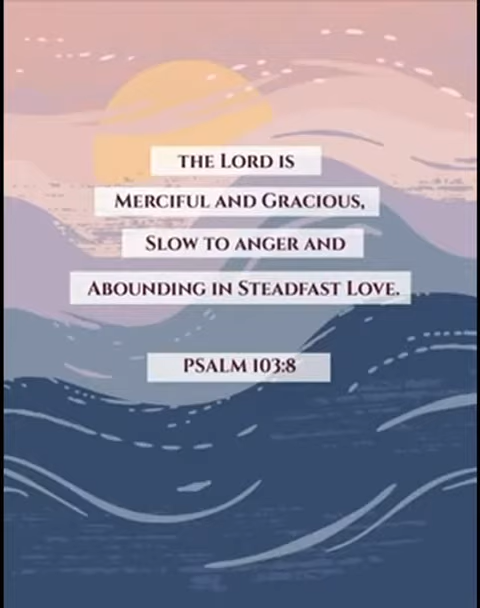 THE LORD IS
MERCIFUL AND GRACIOUS,
SLOW TO ANGER AND
ABOUNDING IN STEADFAST LOVE.
PSALM 103:8